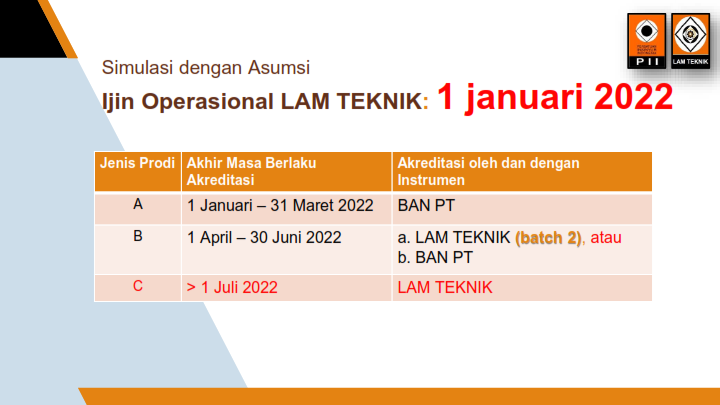 PII
LAM TEKNIK
Simulasi dengan Asumsi
Ijin Operasional LAM TEKNIK: 1 januari 2022
Jenis Prodi Akhir Masa Berlaku Akreditasi Akreditasi oleh dan dengan Instrumen
A 1 Januari – 31 Maret 2022 BAN PT
B 1 April – 30 Juni 2022 a. LAM TEKNIK (batch 2), atau
b. BAN PT
C > 1 Juli 2022 LAM TEKNIK